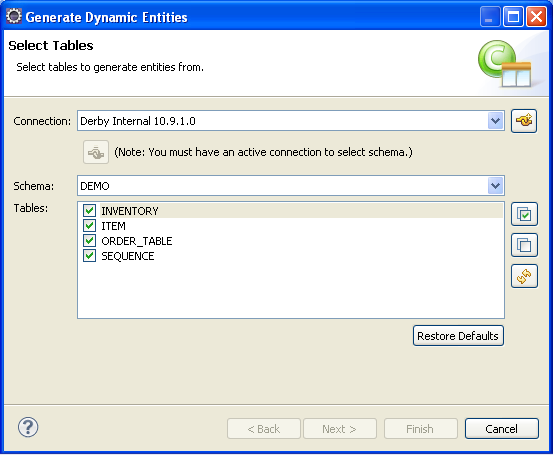 Generate Dynamic Entities
Select Tables
Select tables to generate entities from.
Connection: Derby Internal 10.9.1.0
(Note: You must have an active connection to select schema.)
Schema: DEMO
Tables:
INVENTORY
ITEM
ORDER_TABLE
SEQUENCE
Restore Defaults
< Back Next > Finish Cancel